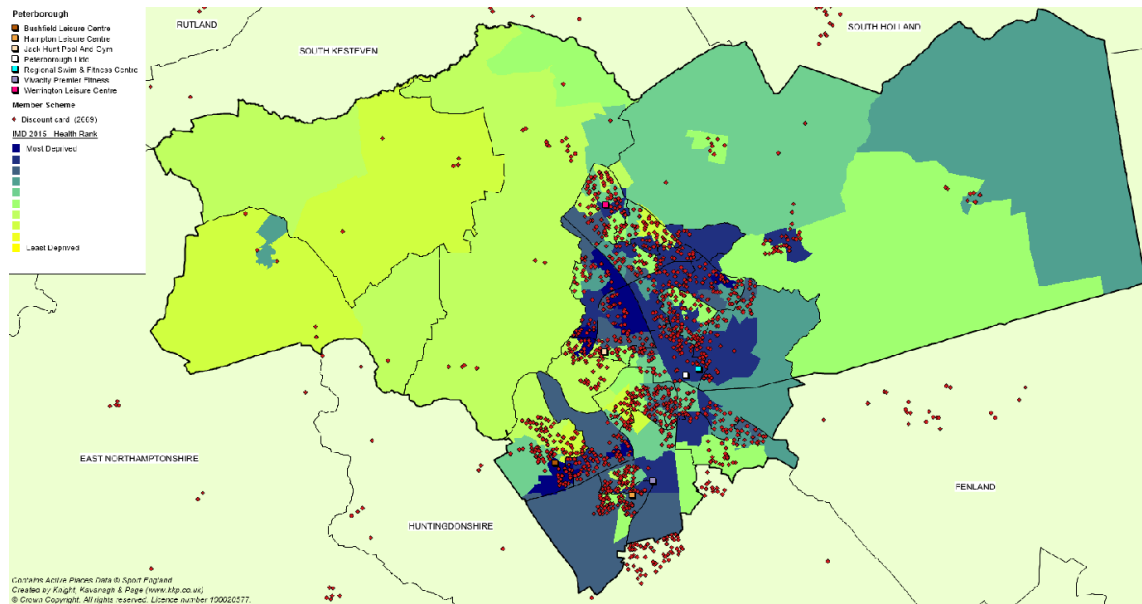 Peterborough
Bushfield Leisure Centre
Hampton Leisure Centre
Jack Hunt Pool And Gym
Peterborough Lido
Regional Swim & Fitness Centre
Vivacity Premier Fitness
Werrington Leisure Centre
Member Scheme
Discount card (2669)
IMD 2015 - Health Rank
Most Deprived
Least Deprived
RUTLAND
SOUTH KESTEVEN
SOUTH HOLLAND
EAST NORTHAMPTONSHIRE
HUNTINGDONSHIRE
FENLAND
Contains Active Places Data © Sport England
Created by Knight, Kavanagh & Page (www.kkp.co.uk)
© Crown Copyright. All rights reserved. Licence number 100020577.